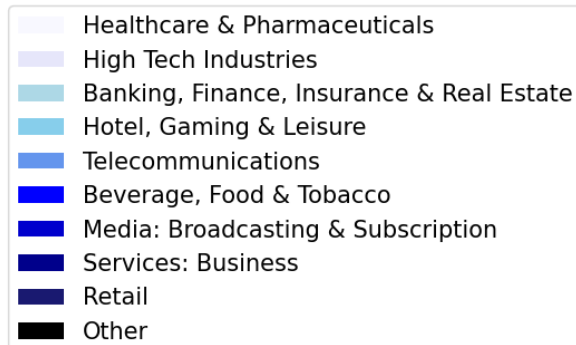 Healthcare & Pharmaceuticals
High Tech Industries
Banking, Finance, Insurance & Real Estate
Hotel, Gaming & Leisure
Telecommunications
Beverage, Food & Tobacco
Media: Broadcasting & Subscription
Services: Business
Retail
Other